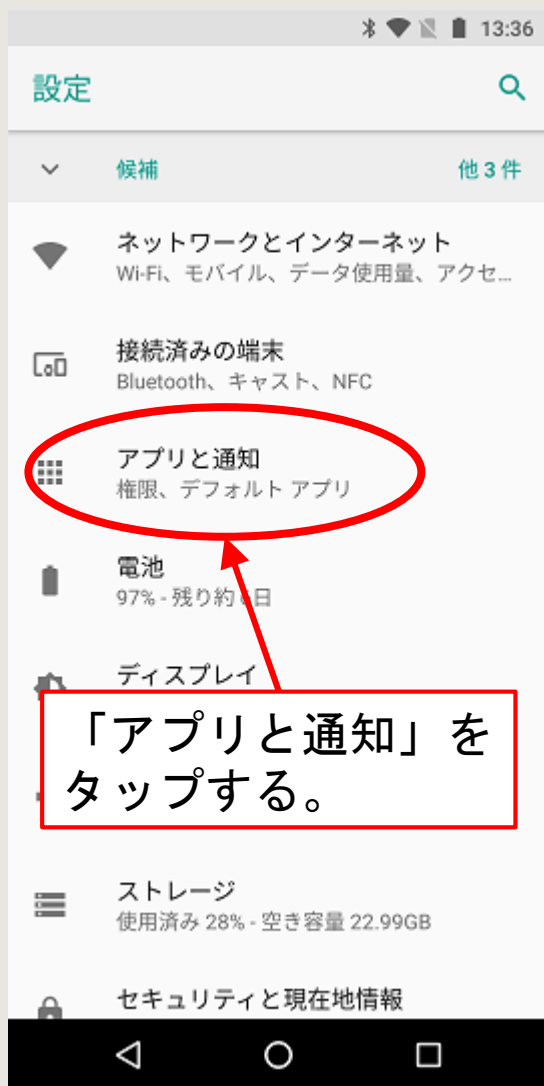 13:36
設定
候補
他 3 件
ネットワークとインターネット
Wi-Fi、モバイル、データ使用量、アクセ...
接続済みの端末
Bluetooth、キャスト、NFC
アプリと通知
権限、デフォルト アプリ
電池
97% - 残り約 6 日
ディスプレイ
「アプリと通知」を
タップする。
ストレージ
使用済み 28% - 空き容量 22.99GB
セキュリティと現在地情報